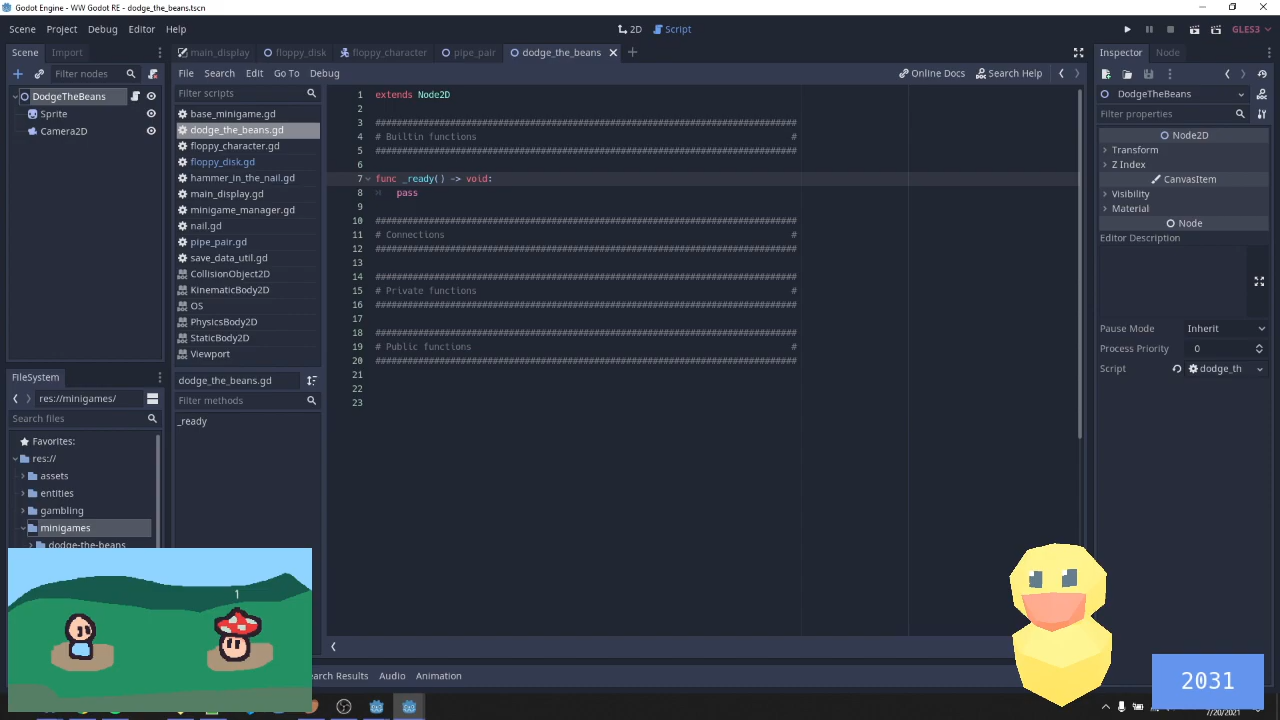 Godot Engine - WW Godot RE - dodge_the_beans.tscn
Scene Project Debug Editor Help
2D Script
GLES3
Scene Import
main_display floppy_disk floppy_character pipe_pair dodge_the_beans
Inspector Node
Filter nodes
File Search Edit Go To Debug
Online Docs Search Help
DodgeTheBeans
Sprite
Camera2D
Filter scripts
base_minigame.gd
dodge_the_beans.gd
floppy_character.gd
floppy_disk.gd
hammer_in_the_nail.gd
main_display.gd
minigame_manager.gd
nail.gd
pipe_pair.gd
save_data_util.gd
CollisionObject2D
KinematicBody2D
OS
PhysicsBody2D
StaticBody2D
Viewport
dodge_the_beans.gd
Filter methods
_ready
1 extends Node2D
2
3 ################################################################################
4 # Builtin functions #
5 ################################################################################
6
7 func _ready() -> void:
8 pass
9
10 ################################################################################
11 # Connections #
12 ################################################################################
13
14 ################################################################################
15 # Private functions #
16 ################################################################################
17
18 ################################################################################
19 # Public functions #
20 ################################################################################
21
22
23
DodgeTheBeans
Filter properties
Node2D
Transform
Z Index
CanvasItem
Visibility
Material
Node
Editor Description
Pause Mode Inherit
Process Priority 0
Script dodge_th
FileSystem
res://minigames/
Search files
Favorites:
res://
assets
entities
gambling
minigames
dodge-the-beans
1
earch Results Audio Animation
2031
7/20/2021